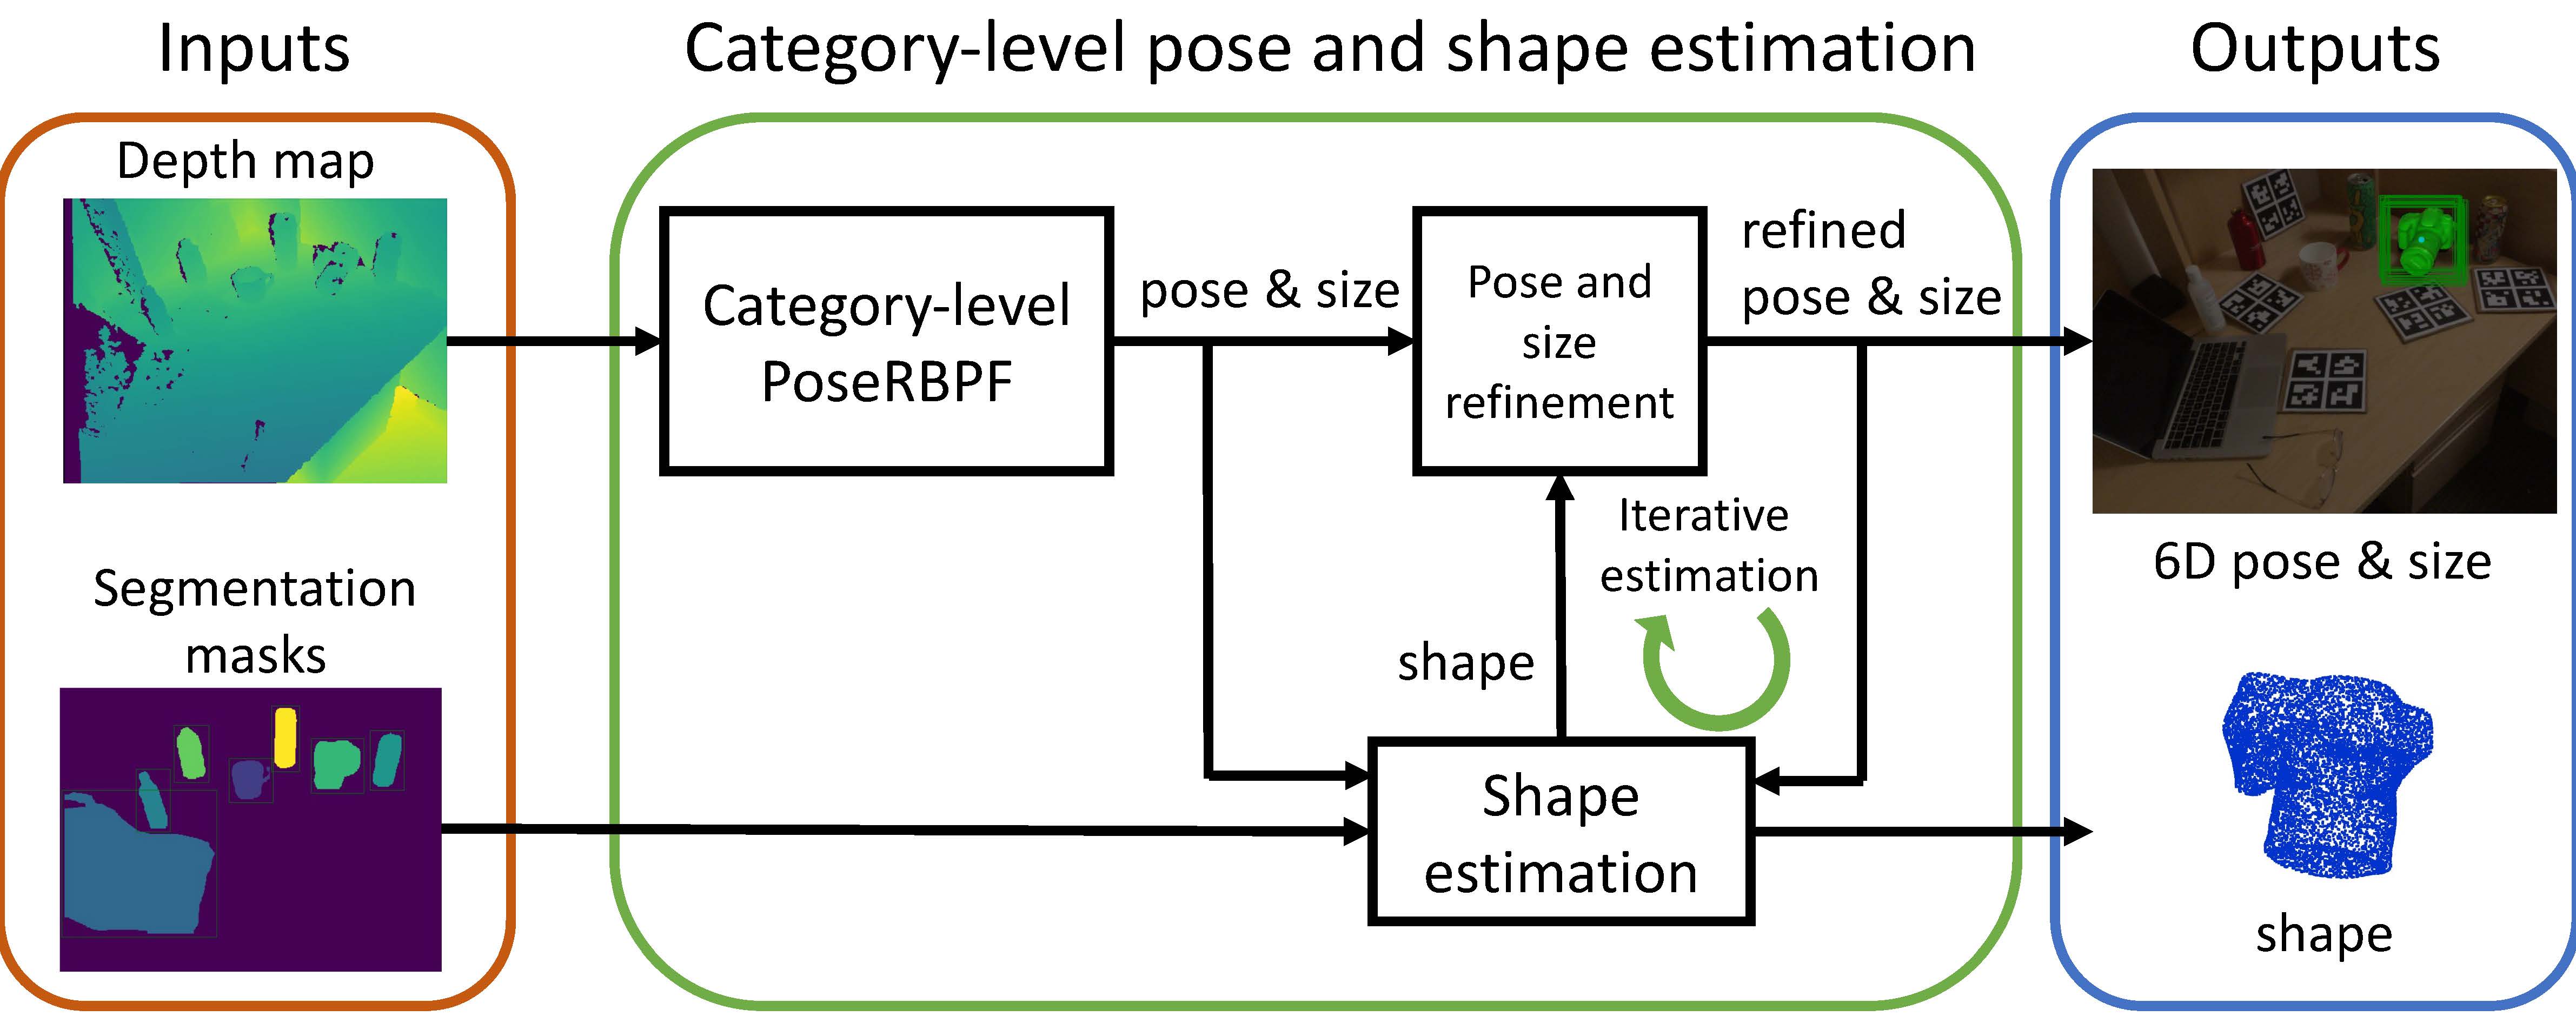 Inputs
Category-level pose and shape estimation
Outputs
Depth map
Segmentation
masks
Category-level
PoseRBPF
pose & size
Pose and
size
refinement
refined
pose & size
Iterative
estimation
shape
Shape
estimation
6D pose & size
shape